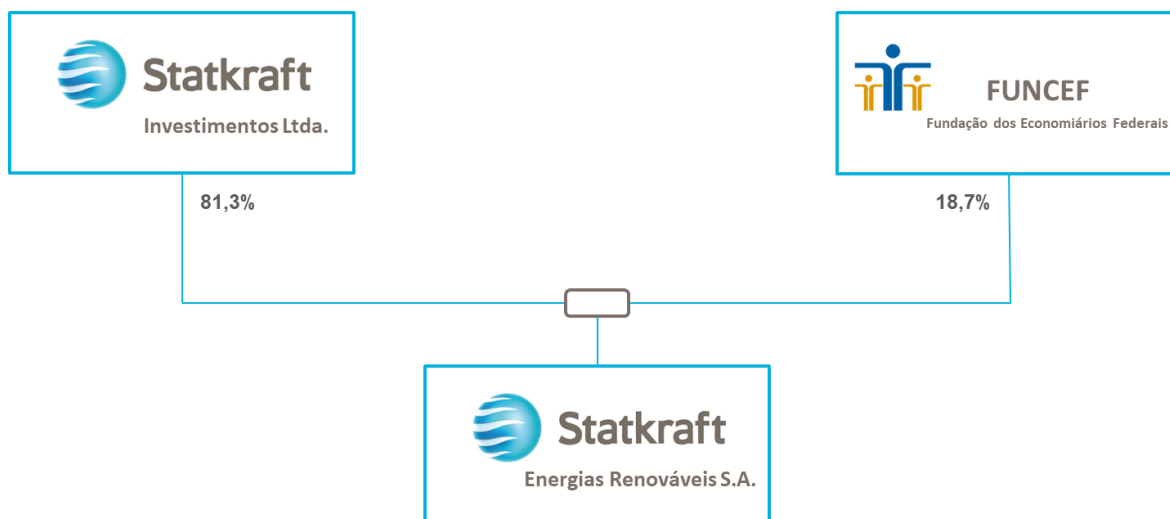 Statkraft
Investimentos Ltda.
FUNCEF
Fundação dos Economiários Federais
81,3%
18,7%
Statkraft
Energias Renováveis S.A.